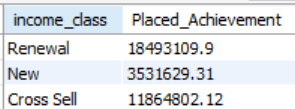 income_class Placed_Achievement
Renewal 18493109.9
New 3531629.31
Cross Sell 11864802.12